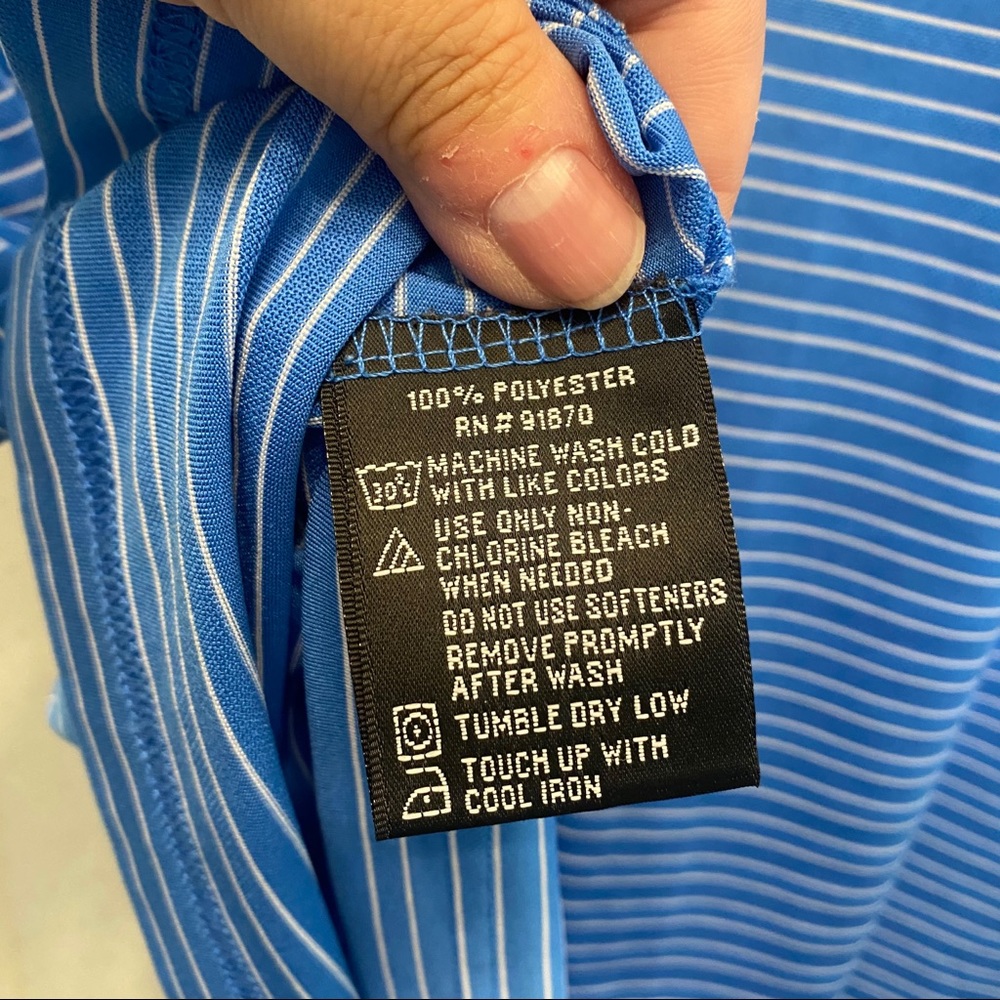 100% POLYESTER
RN# 91870
30°C
MACHINE WASH COLD
WITH LIKE COLORS
USE ONLY NON-
CHLORINE BLEACH
WHEN NEEDED
DO NOT USE SOFTENERS
REMOVE PROMPTLY
AFTER WASH
TUMBLE DRY LOW
TOUCH UP WITH
COOL IRON